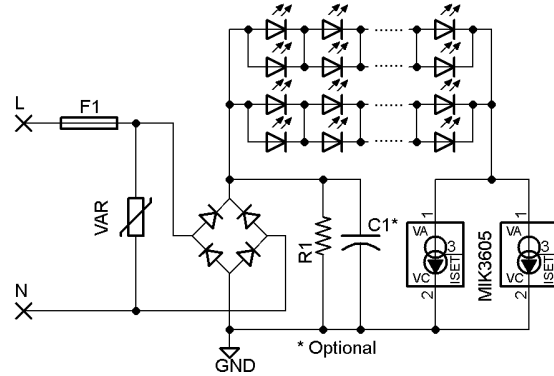 L
F1
VAR
N
R1
C1*
* Optional
GND
1
VA
3
VC
ISET
2
MIK3605
1
VA
3
VC
ISET
2